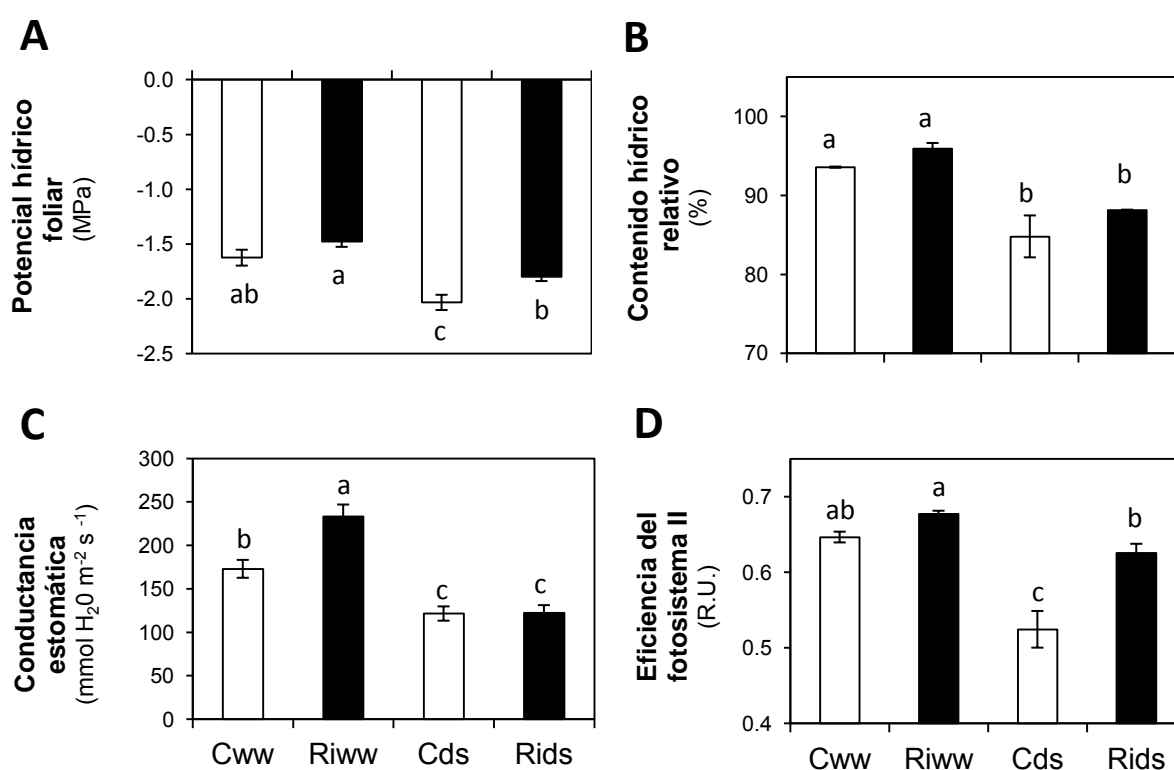 A
Potencial hídrico
foliar
(MPa)
0.0
-0.5
-1.0
-1.5
-2.0
-2.5
ab
a
c
b
B
Contenido hídrico
relativo
(%)
100
90
80
70
a
a
b
b
C
Conductancia
estomática
(mmol H₂0 m⁻² s ⁻¹)
300
250
200
150
100
50
0
b
a
c
c
Cww Riww Cds Rids
D
Eficiencia del
fotosistema II
(R.U.)
0.7
0.6
0.5
0.4
ab
a
c
b
Cww Riww Cds Rids